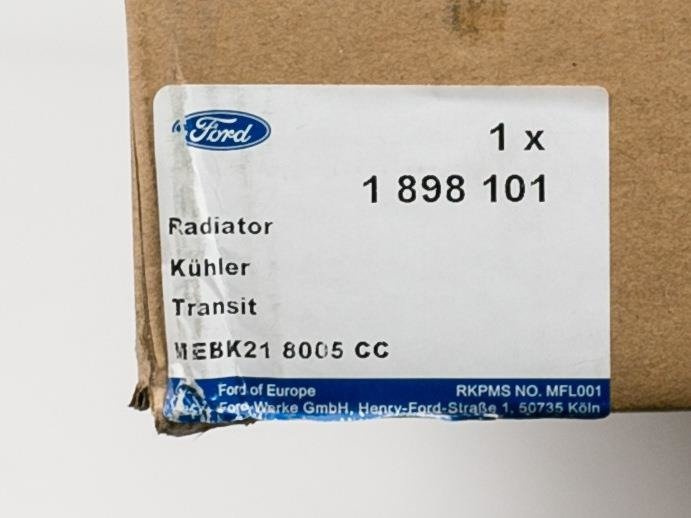 Ford
1 x
1 898 101
Radiator
Kühler
Transit
MEBK21 8005 CC
Ford of Europe RKPMS NO. MFL001
Ford-Werke GmbH, Henry-Ford-Straße 1, 50735 Köln